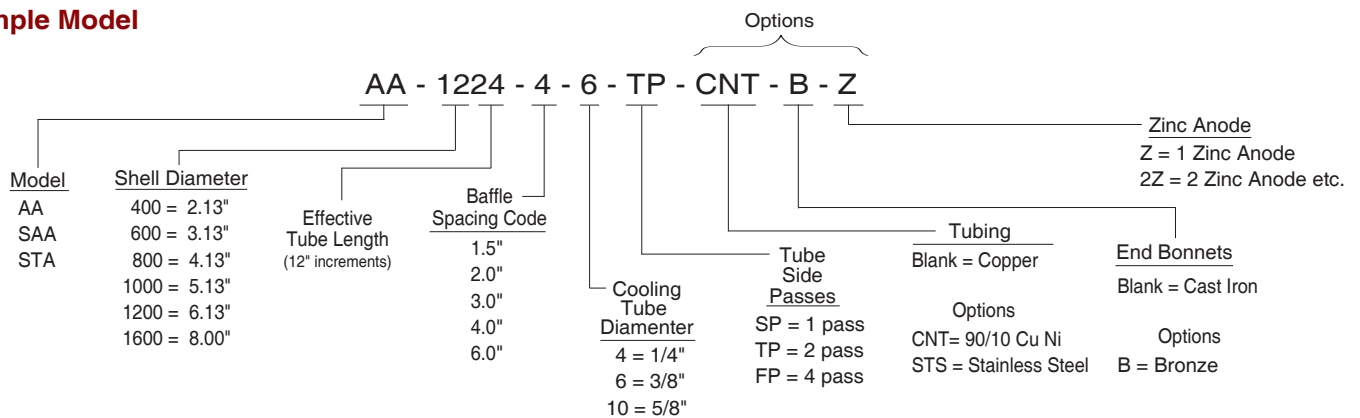 Model
Options
AA - 1224 - 4 - 6 - TP - CNT - B - Z
Model
AA
SAA
STA
Shell Diameter
400 = 2.13"
600 = 3.13"
800 = 4.13"
1000 = 5.13"
1200 = 6.13"
1600 = 8.00"
Effective
Tube Length
(12" increments)
Baffle
Spacing Code
1.5"
2.0"
3.0"
4.0"
6.0"
Cooling
Tube
Diamenter
4 = 1/4"
6 = 3/8"
10 = 5/8"
Tube
Side
Passes
SP = 1 pass
TP = 2 pass
FP = 4 pass
Tubing
Blank = Copper
Options
CNT= 90/10 Cu Ni
STS = Stainless Steel
End Bonnets
Blank = Cast Iron
Options
B = Bronze
Zinc Anode
Z = 1 Zinc Anode
2Z = 2 Zinc Anode etc.